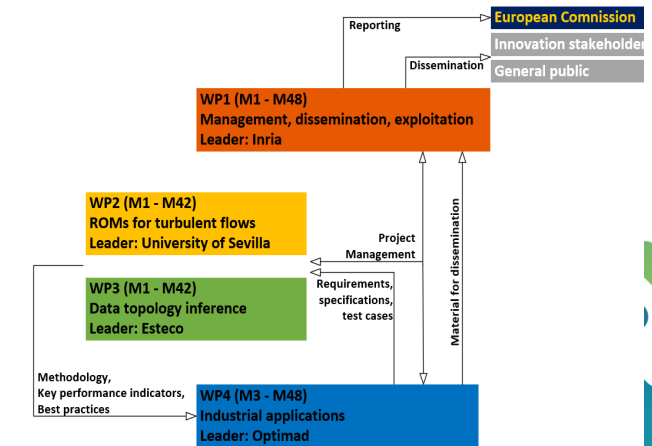 Reporting
European Comnission
Innovation stakeholder
Dissemination
General public
WP1 (M1 - M48)
Management, dissemination, exploitation
Leader: Inria
WP2 (M1 - M42)
ROMs for turbulent flows
Leader: University of Sevilla
Project
Management
Material for dissemination
WP3 (M1 - M42)
Data topology inference
Leader: Esteco
Requirements,
specifications,
test cases
Methodology,
Key performance indicators,
Best practices
WP4 (M3 - M48)
Industrial applications
Leader: Optimad